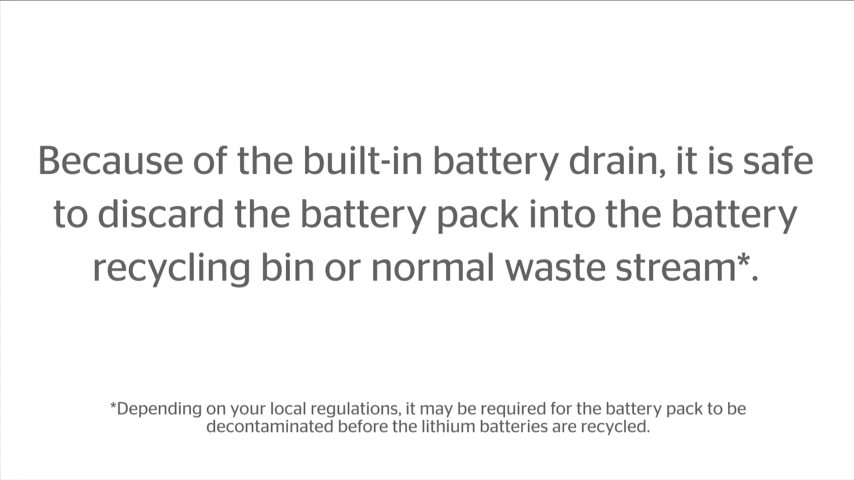 Because of the built-in battery drain, it is safe
to discard the battery pack into the battery
recycling bin or normal waste stream*.
*Depending on your local regulations, it may be required for the battery pack to be
decontaminated before the lithium batteries are recycled.